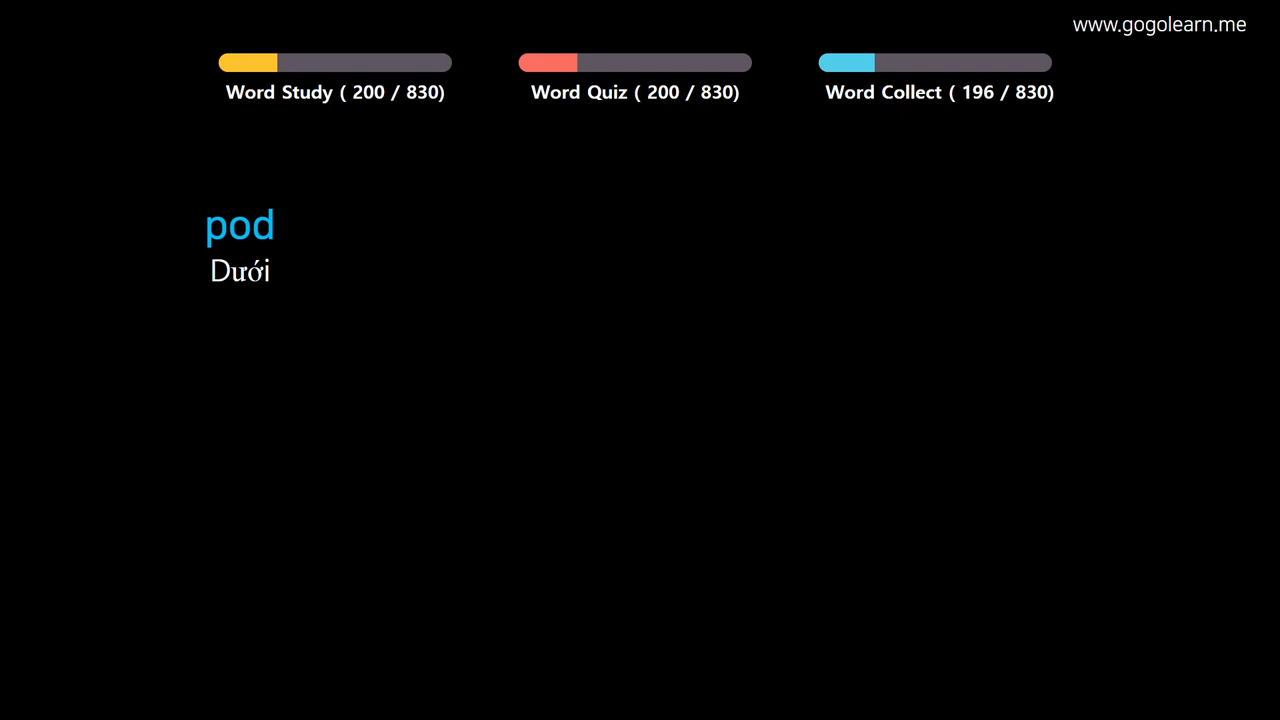 www.gogolearn.me
Word Study ( 200 / 830)
Word Quiz ( 200 / 830)
Word Collect ( 196 / 830)
pod
Dưới